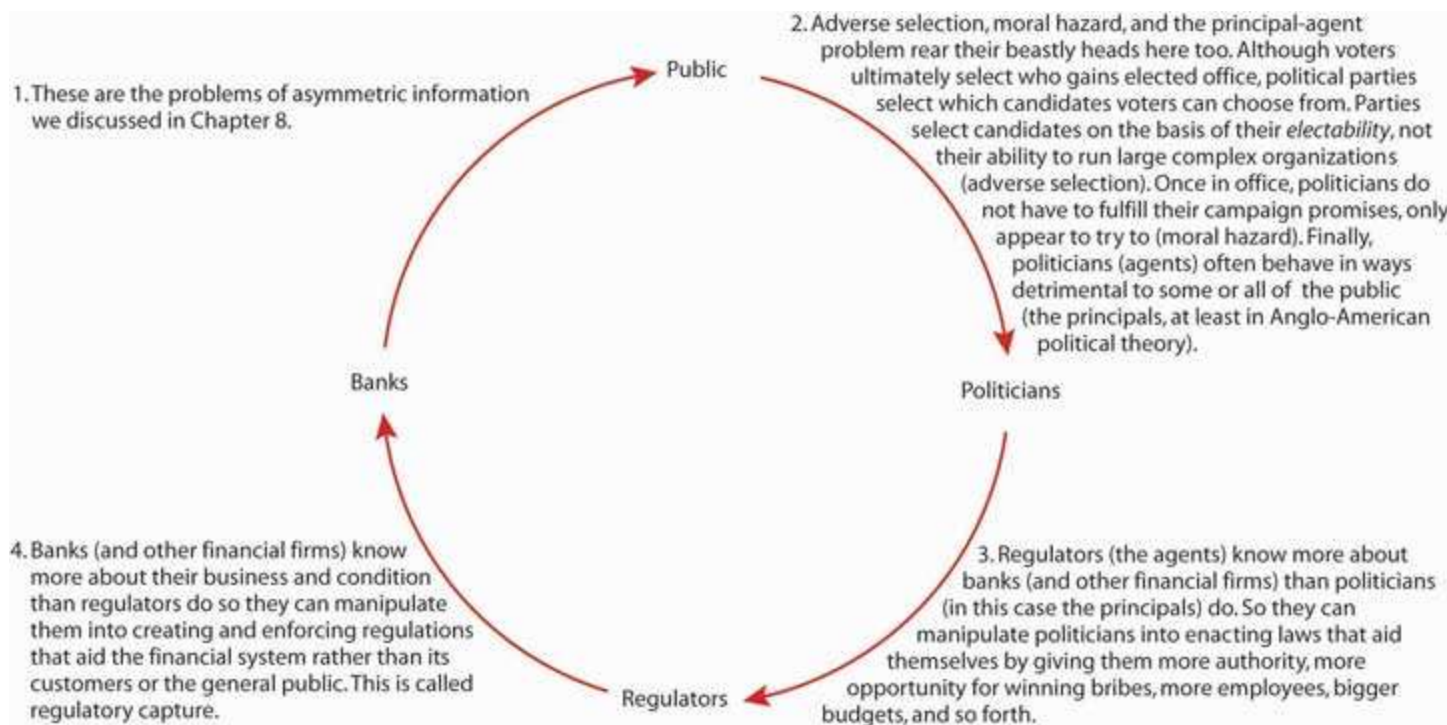 1. These are the problems of asymmetric information
we discussed in Chapter 8.
Public
2. Adverse selection, moral hazard, and the principal-agent
problem rear their beastly heads here too. Although voters
ultimately select who gains elected office, political parties
select which candidates voters can choose from. Parties
select candidates on the basis of their electability, not
their ability to run large complex organizations
(adverse selection). Once in office, politicians do
not have to fulfill their campaign promises, only
appear to try to (moral hazard). Finally,
politicians (agents) often behave in ways
detrimental to some or all of the public
(the principals, at least in Anglo-American
political theory).
Banks
Politicians
4. Banks (and other financial firms) know
more about their business and condition
than regulators do so they can manipulate
them into creating and enforcing regulations
that aid the financial system rather than its
customers or the general public. This is called
regulatory capture.
Regulators
3. Regulators (the agents) know more about
banks (and other financial firms) than politicians
(in this case the principals) do. So they can
manipulate politicians into enacting laws that aid
themselves by giving them more authority, more
opportunity for winning bribes, more employees, bigger
budgets, and so forth.